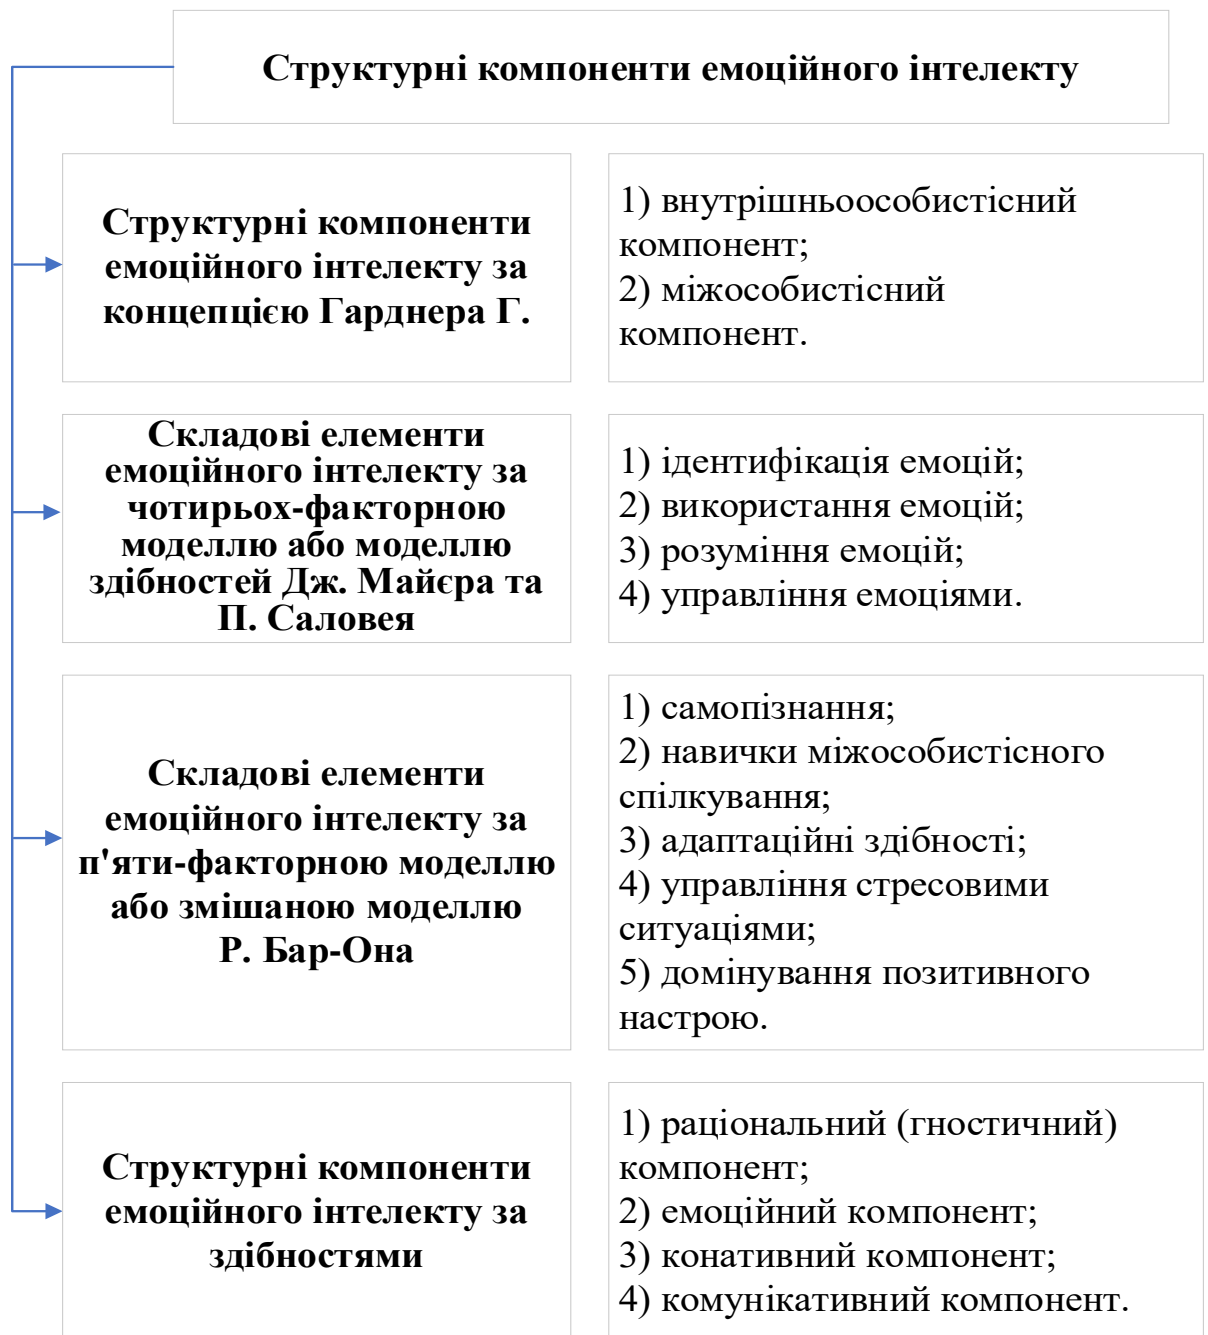 Структурні компоненти емоційного інтелекту
Структурні компоненти
емоційного інтелекту за
концепцією Гарднера Г.
1) внутрішньоособистісний
компонент;
2) міжособистісний
компонент.
Складові елементи
емоційного інтелекту за
чотирьох-факторною
моделлю або моделлю
здібностей Дж. Майєра та
П. Саловея
1) ідентифікація емоцій;
2) використання емоцій;
3) розуміння емоцій;
4) управління емоціями.
Складові елементи
емоційного інтелекту за
п'яти-факторною моделлю
або змішаною моделлю
Р. Бар-Она
1) самопізнання;
2) навички міжособистісного
спілкування;
3) адаптаційні здібності;
4) управління стресовими
ситуаціями;
5) домінування позитивного
настрою.
Структурні компоненти
емоційного інтелекту за
здібностями
1) раціональний (гностичний)
компонент;
2) емоційний компонент;
3) конативний компонент;
4) комунікативний компонент.